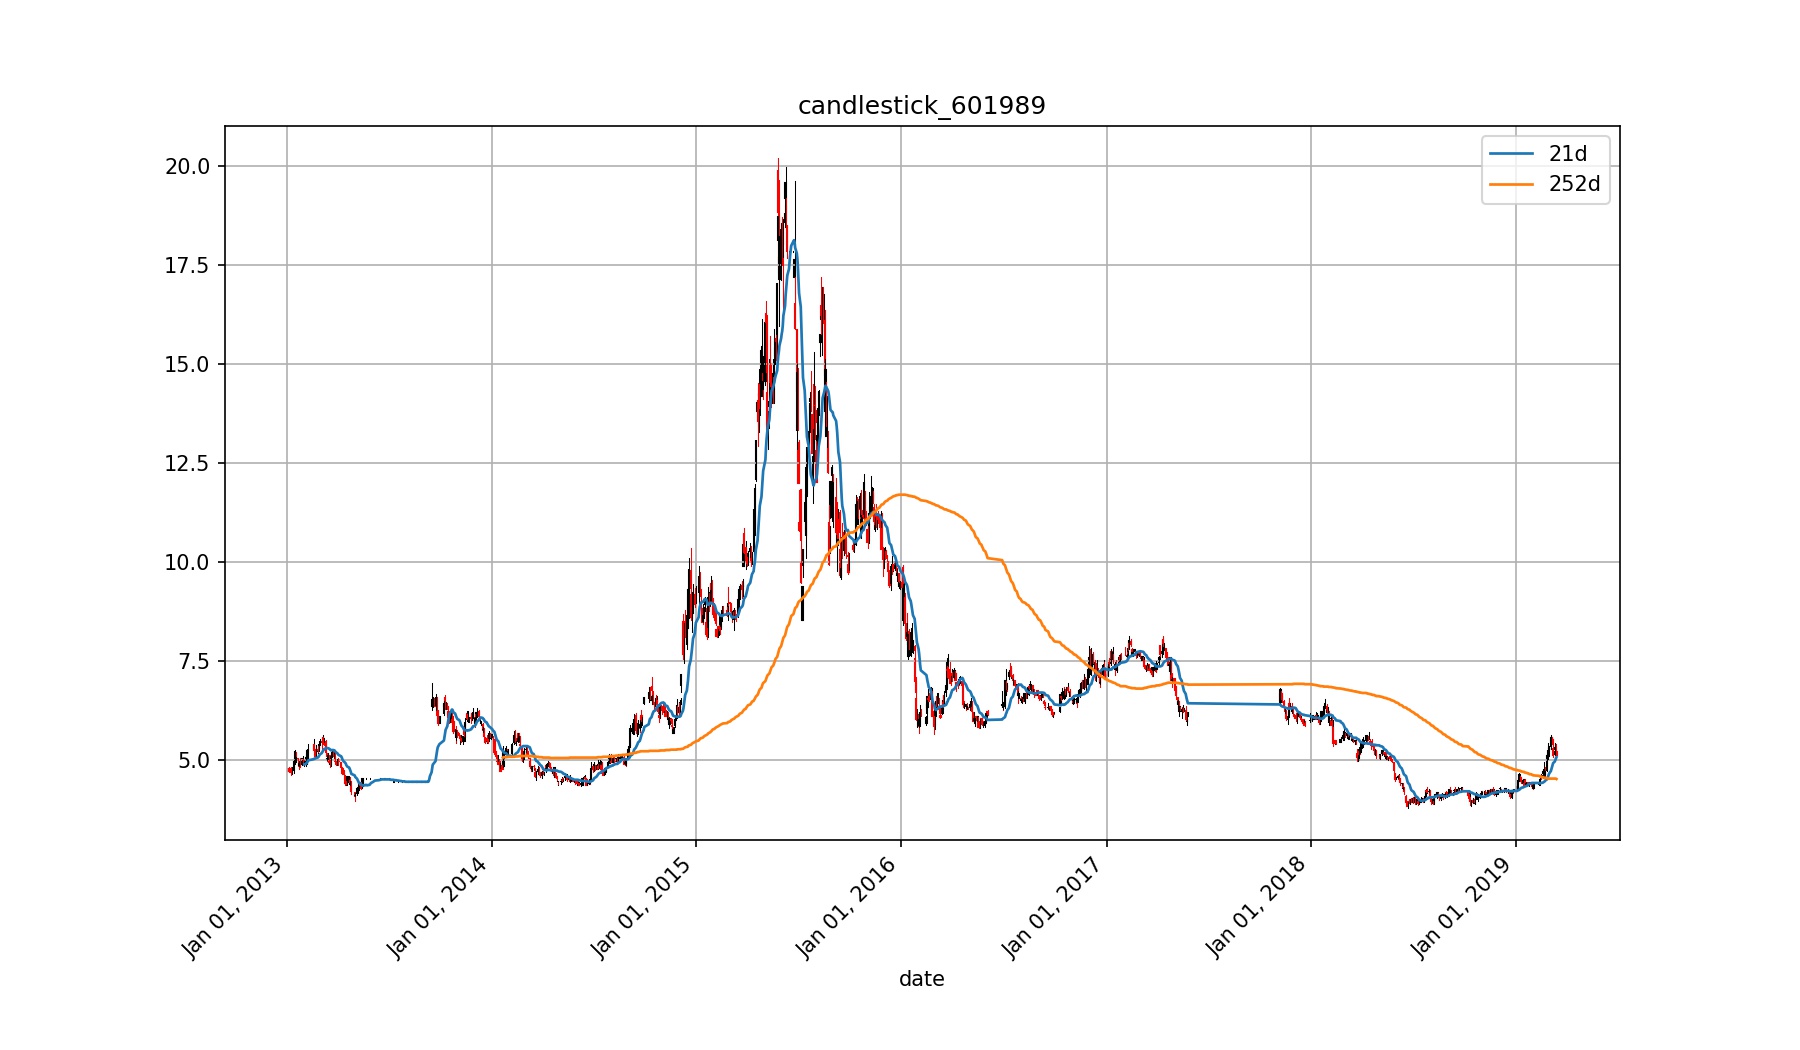 candlestick_601989
21d
252d
20.0
17.5
15.0
12.5
10.0
7.5
5.0
Jan 01, 2013
Jan 01, 2014
Jan 01, 2015
Jan 01, 2016
Jan 01, 2017
Jan 01, 2018
Jan 01, 2019
date